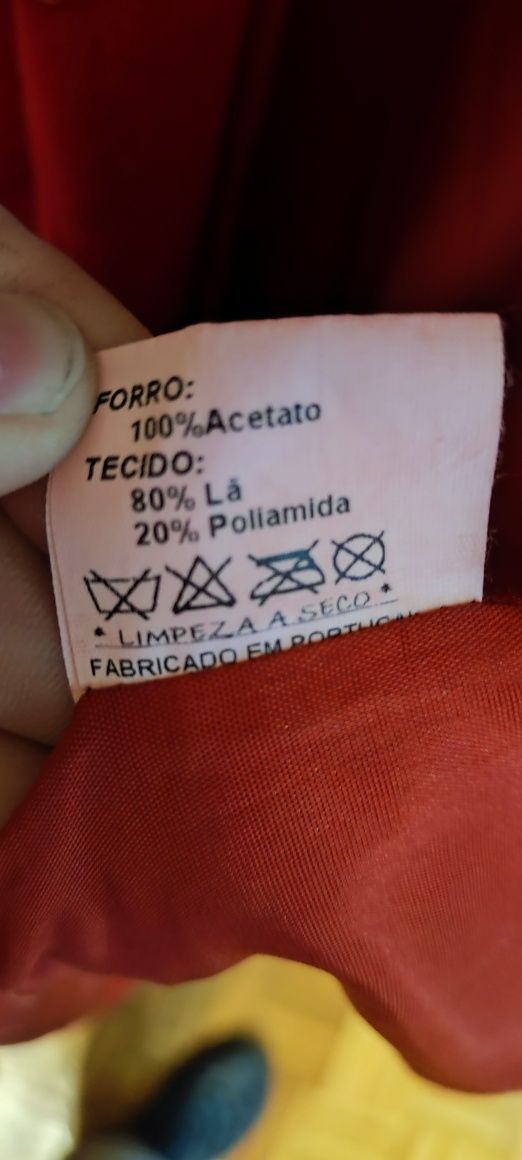 FORRO:
100%Acetato
TECIDO:
80% Lã
20% Poliamida
* LIMPEZA A SECO *
FABRICADO EM